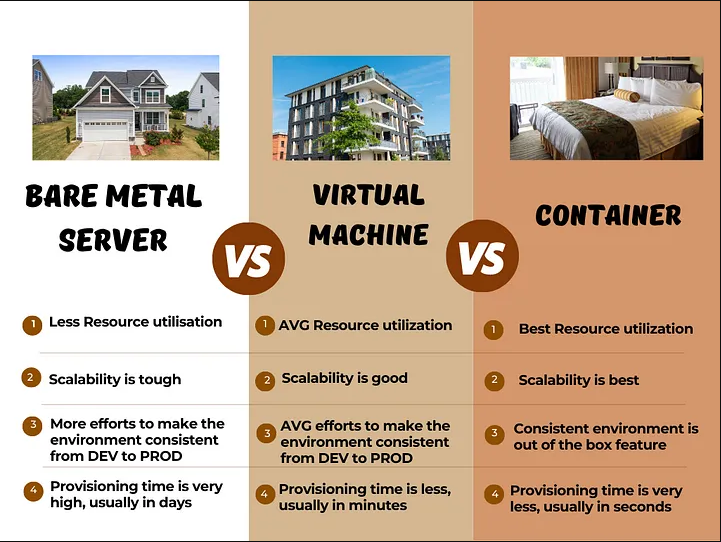 BARE METAL
SERVER
VS
VIRTUAL
MACHINE
VS
CONTAINER
1 Less Resource utilisation
2 Scalability is tough
3 More efforts to make the
environment consistent
from DEV to PROD
4 Provisioning time is very
high, usually in days
1 AVG Resource utilization
2 Scalability is good
3 AVG efforts to make the
environment consistent
from DEV to PROD
4 Provisioning time is less,
usually in minutes
1 Best Resource utilization
2 Scalability is best
3 Consistent environment is
out of the box feature
4 Provisioning time is very
less, usually in seconds